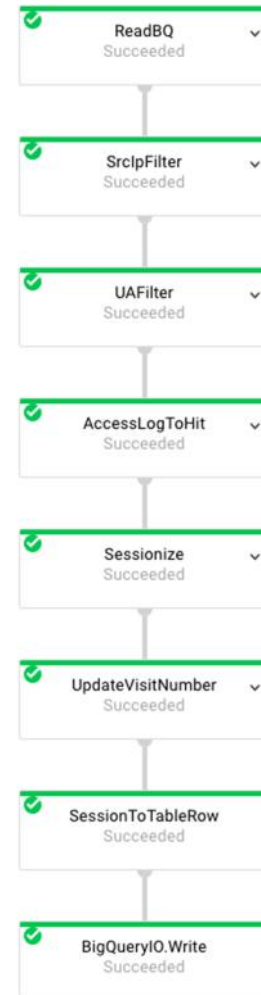 ReadBQ
Succeeded
SrcIpFilter
Succeeded
UAFilter
Succeeded
AccessLogToHit
Succeeded
Sessionize
Succeeded
UpdateVisitNumber
Succeeded
SessionToTableRow
Succeeded
BigQueryIO.Write
Succeeded